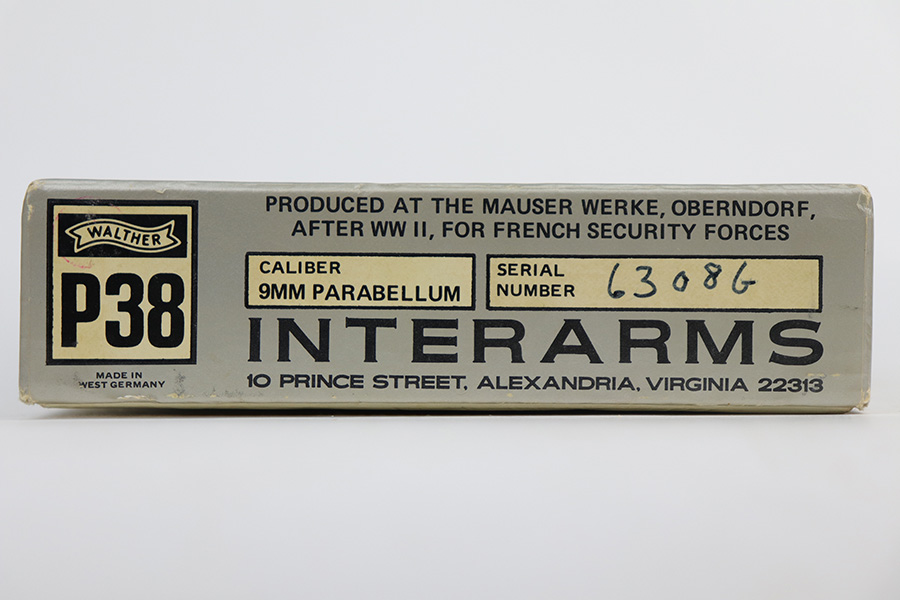 WALTHER
P38
MADE IN
WEST GERMANY
PRODUCED AT THE MAUSER WERKE, OBERNDORF,
AFTER WW II, FOR FRENCH SECURITY FORCES
CALIBER
9MM PARABELLUM
SERIAL
NUMBER 6308G
INTERARMS
10 PRINCE STREET, ALEXANDRIA, VIRGINIA 22313